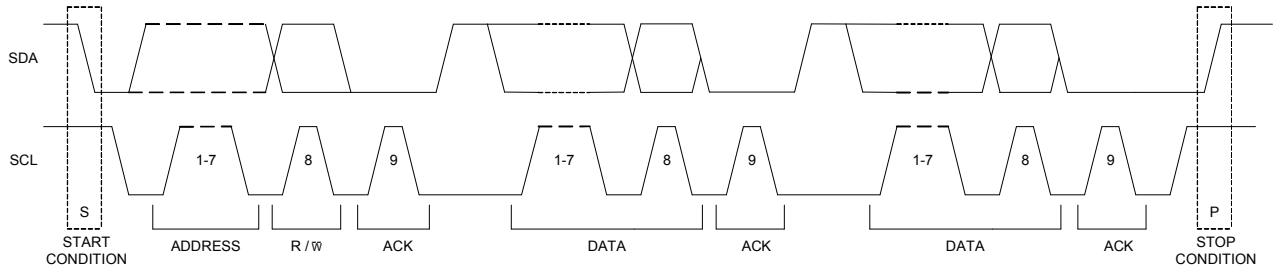 SDA
SCL
1-7 8 9 1-7 8 9 1-7 8 9
S P
START CONDITION ADDRESS R / W ACK DATA ACK DATA ACK STOP CONDITION